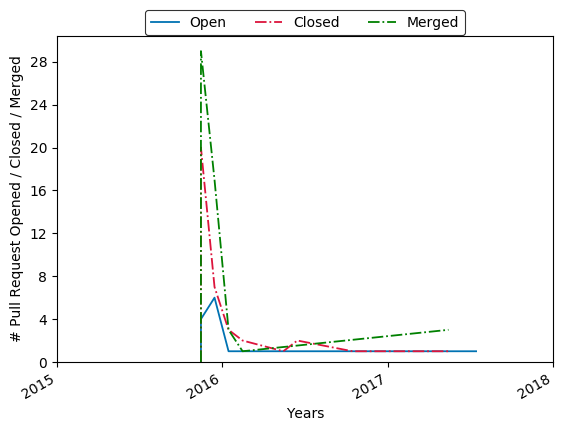 Open Closed Merged
# Pull Request Opened / Closed / Merged
28
24
20
16
12
8
4
0
2015 2016 2017 2018
Years